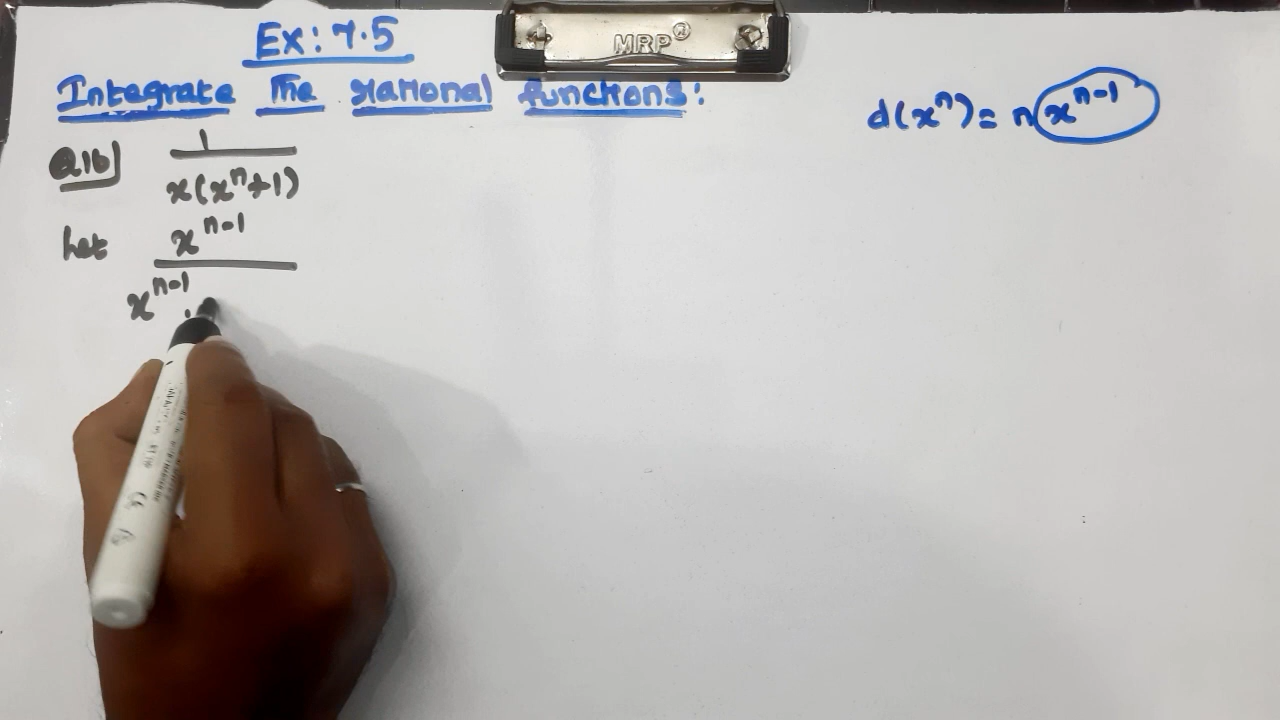 Ex: 7.5
MRP®
Integrate The rational functions:
d(xⁿ) = n xⁿ⁻¹
Q16] 1
x(xⁿ+1)
Let xⁿ⁻¹
xⁿ⁻¹ .